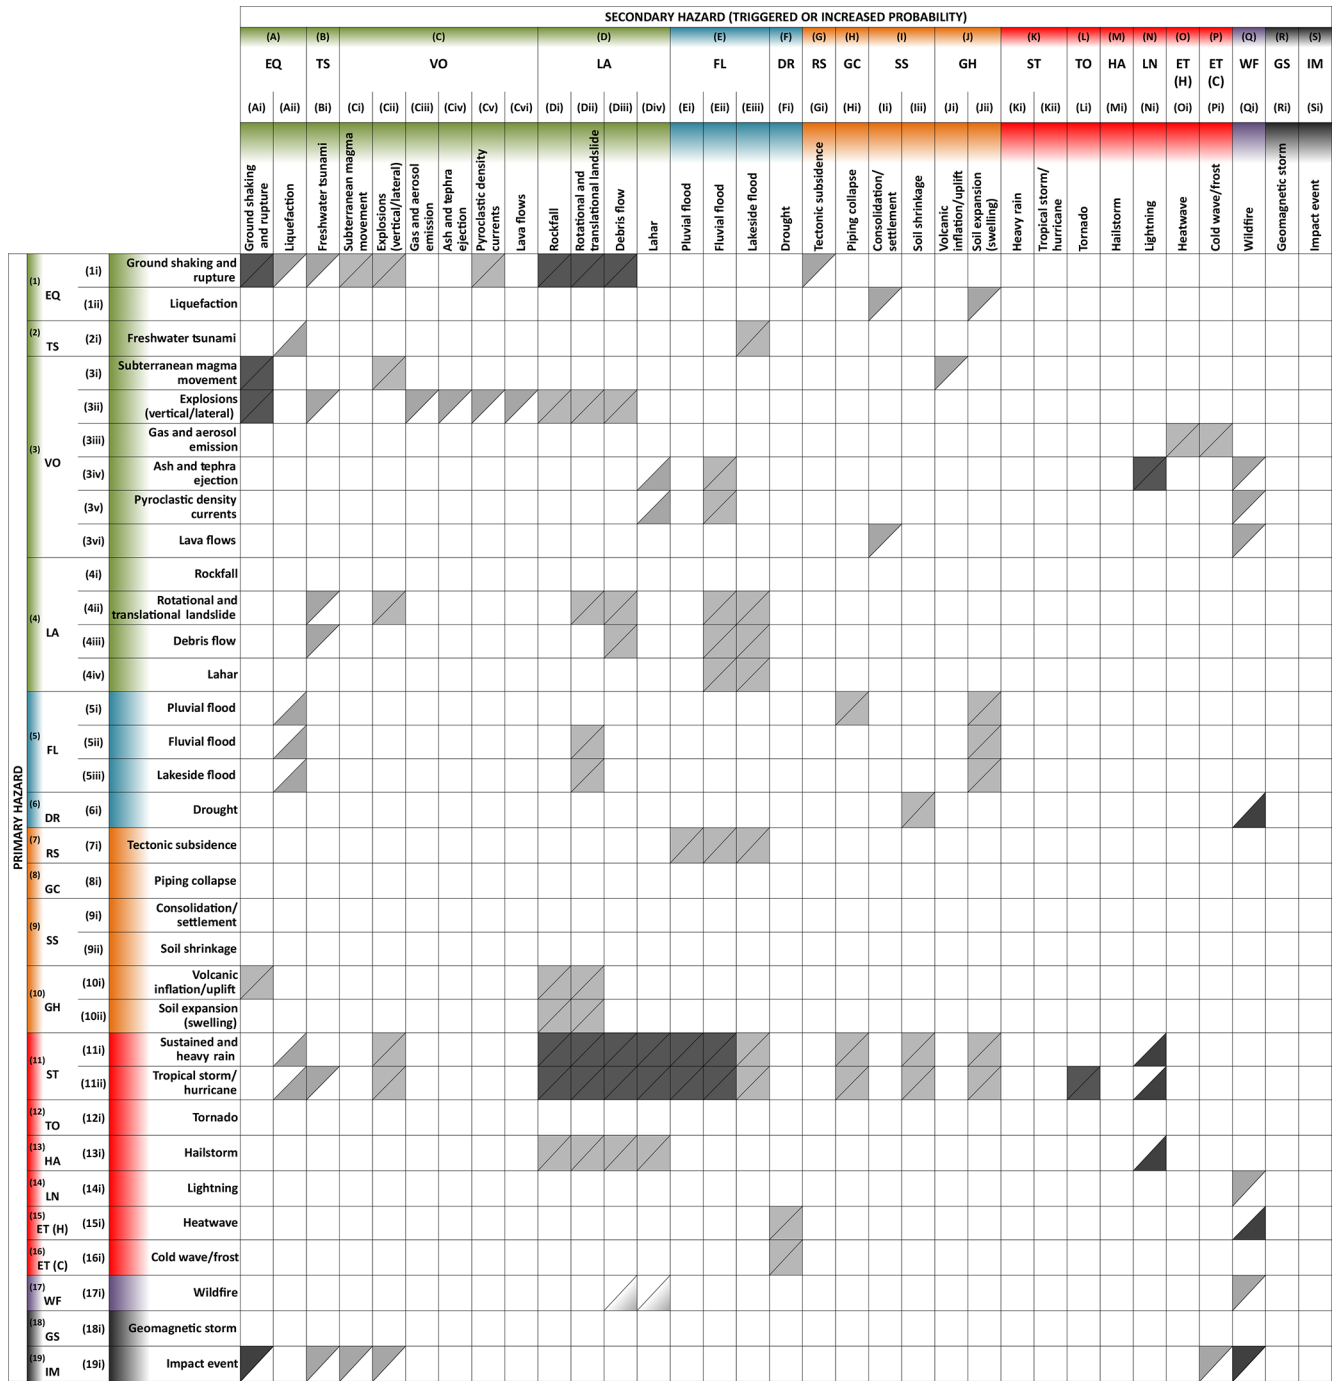 SECONDARY HAZARD (TRIGGERED OR INCREASED PROBABILITY)
(A) (B) (C) (D) (E) (F) (G) (H) (I) (J) (K) (L) (M) (N) (O) (P) (Q) (R) (S)
EQ TS VO LA FL DR RS GC SS GH ST TO HA LN ET (H) ET (C) WF GS IM
(Ai) (Aii) (Bi) (Ci) (Cii) (Ciii) (Civ) (Cv) (Cvi) (Di) (Dii) (Diii) (Div) (Ei) (Eii) (Eiii) (Fi) (Gi) (Hi) (Ii) (Iii) (Ji) (Jii) (Ki) (Kii) (Li) (Mi) (Ni) (Oi) (Pi) (Qi) (Ri) (Si)
Ground shaking
and rupture
Liquefaction
Freshwater tsunami
Subterranean magma
movement
Explosions
(vertical/lateral)
Gas and aerosol
emission
Ash and tephra
ejection
Pyroclastic density
currents
Lava flows
Rockfall
Rotational and
translational landslide
Debris flow
Lahar
Pluvial flood
Fluvial flood
Lakeside flood
Drought
Tectonic subsidence
Piping collapse
Consolidation/
settlement
Soil shrinkage
Volcanic
inflation/uplift
Soil expansion
(swelling)
Heavy rain
Tropical storm/
hurricane
Tornado
Hailstorm
Lightning
Heatwave
Cold wave/frost
Wildfire
Geomagnetic storm
Impact event
PRIMARY HAZARD
(1) EQ
(1i) Ground shaking and
rupture
(1ii) Liquefaction
(2) TS
(2i) Freshwater tsunami
(3) VO
(3i) Subterranean magma
movement
(3ii) Explosions
(vertical/lateral)
(3iii) Gas and aerosol
emission
(3iv) Ash and tephra
ejection
(3v) Pyroclastic density
currents
(3vi) Lava flows
(4) LA
(4i) Rockfall
(4ii) Rotational and
translational landslide
(4iii) Debris flow
(4iv) Lahar
(5) FL
(5i) Pluvial flood
(5ii) Fluvial flood
(5iii) Lakeside flood
(6) DR
(6i) Drought
(7) RS
(7i) Tectonic subsidence
(8) GC
(8i) Piping collapse
(9) SS
(9i) Consolidation/
settlement
(9ii) Soil shrinkage
(10) GH
(10i) Volcanic
inflation/uplift
(10ii) Soil expansion
(swelling)
(11) ST
(11i) Sustained and
heavy rain
(11ii) Tropical storm/
hurricane
(12) TO
(12i) Tornado
(13) HA
(13i) Hailstorm
(14) LN
(14i) Lightning
(15) ET (H)
(15i) Heatwave
(16) ET (C)
(16i) Cold wave/frost
(17) WF
(17i) Wildfire
(18) GS
(18i) Geomagnetic storm
(19) IM
(19i) Impact event